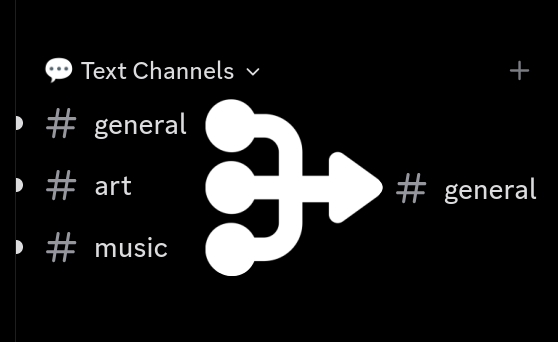 💬 Text Channels
# general
# art
# general
# music